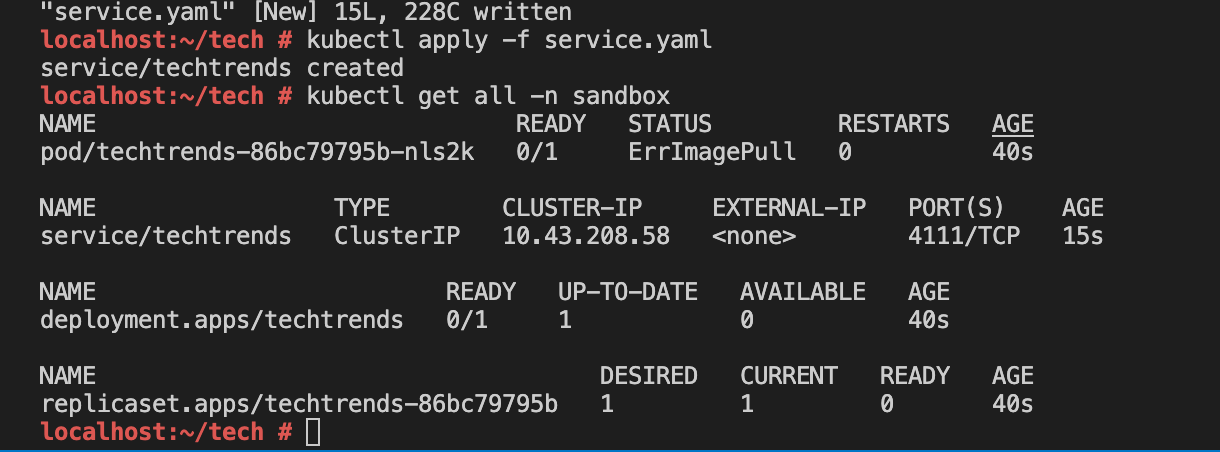 "service.yaml" [New] 15L, 228C written
localhost:~/tech # kubectl apply -f service.yaml
service/techtrends created
localhost:~/tech # kubectl get all -n sandbox
NAME READY STATUS RESTARTS AGE
pod/techtrends-86bc79795b-nls2k 0/1 ErrImagePull 0 40s
NAME TYPE CLUSTER-IP EXTERNAL-IP PORT(S) AGE
service/techtrends ClusterIP 10.43.208.58 <none> 4111/TCP 15s
NAME READY UP-TO-DATE AVAILABLE AGE
deployment.apps/techtrends 0/1 1 0 40s
NAME DESIRED CURRENT READY AGE
replicaset.apps/techtrends-86bc79795b 1 1 0 40s
localhost:~/tech #